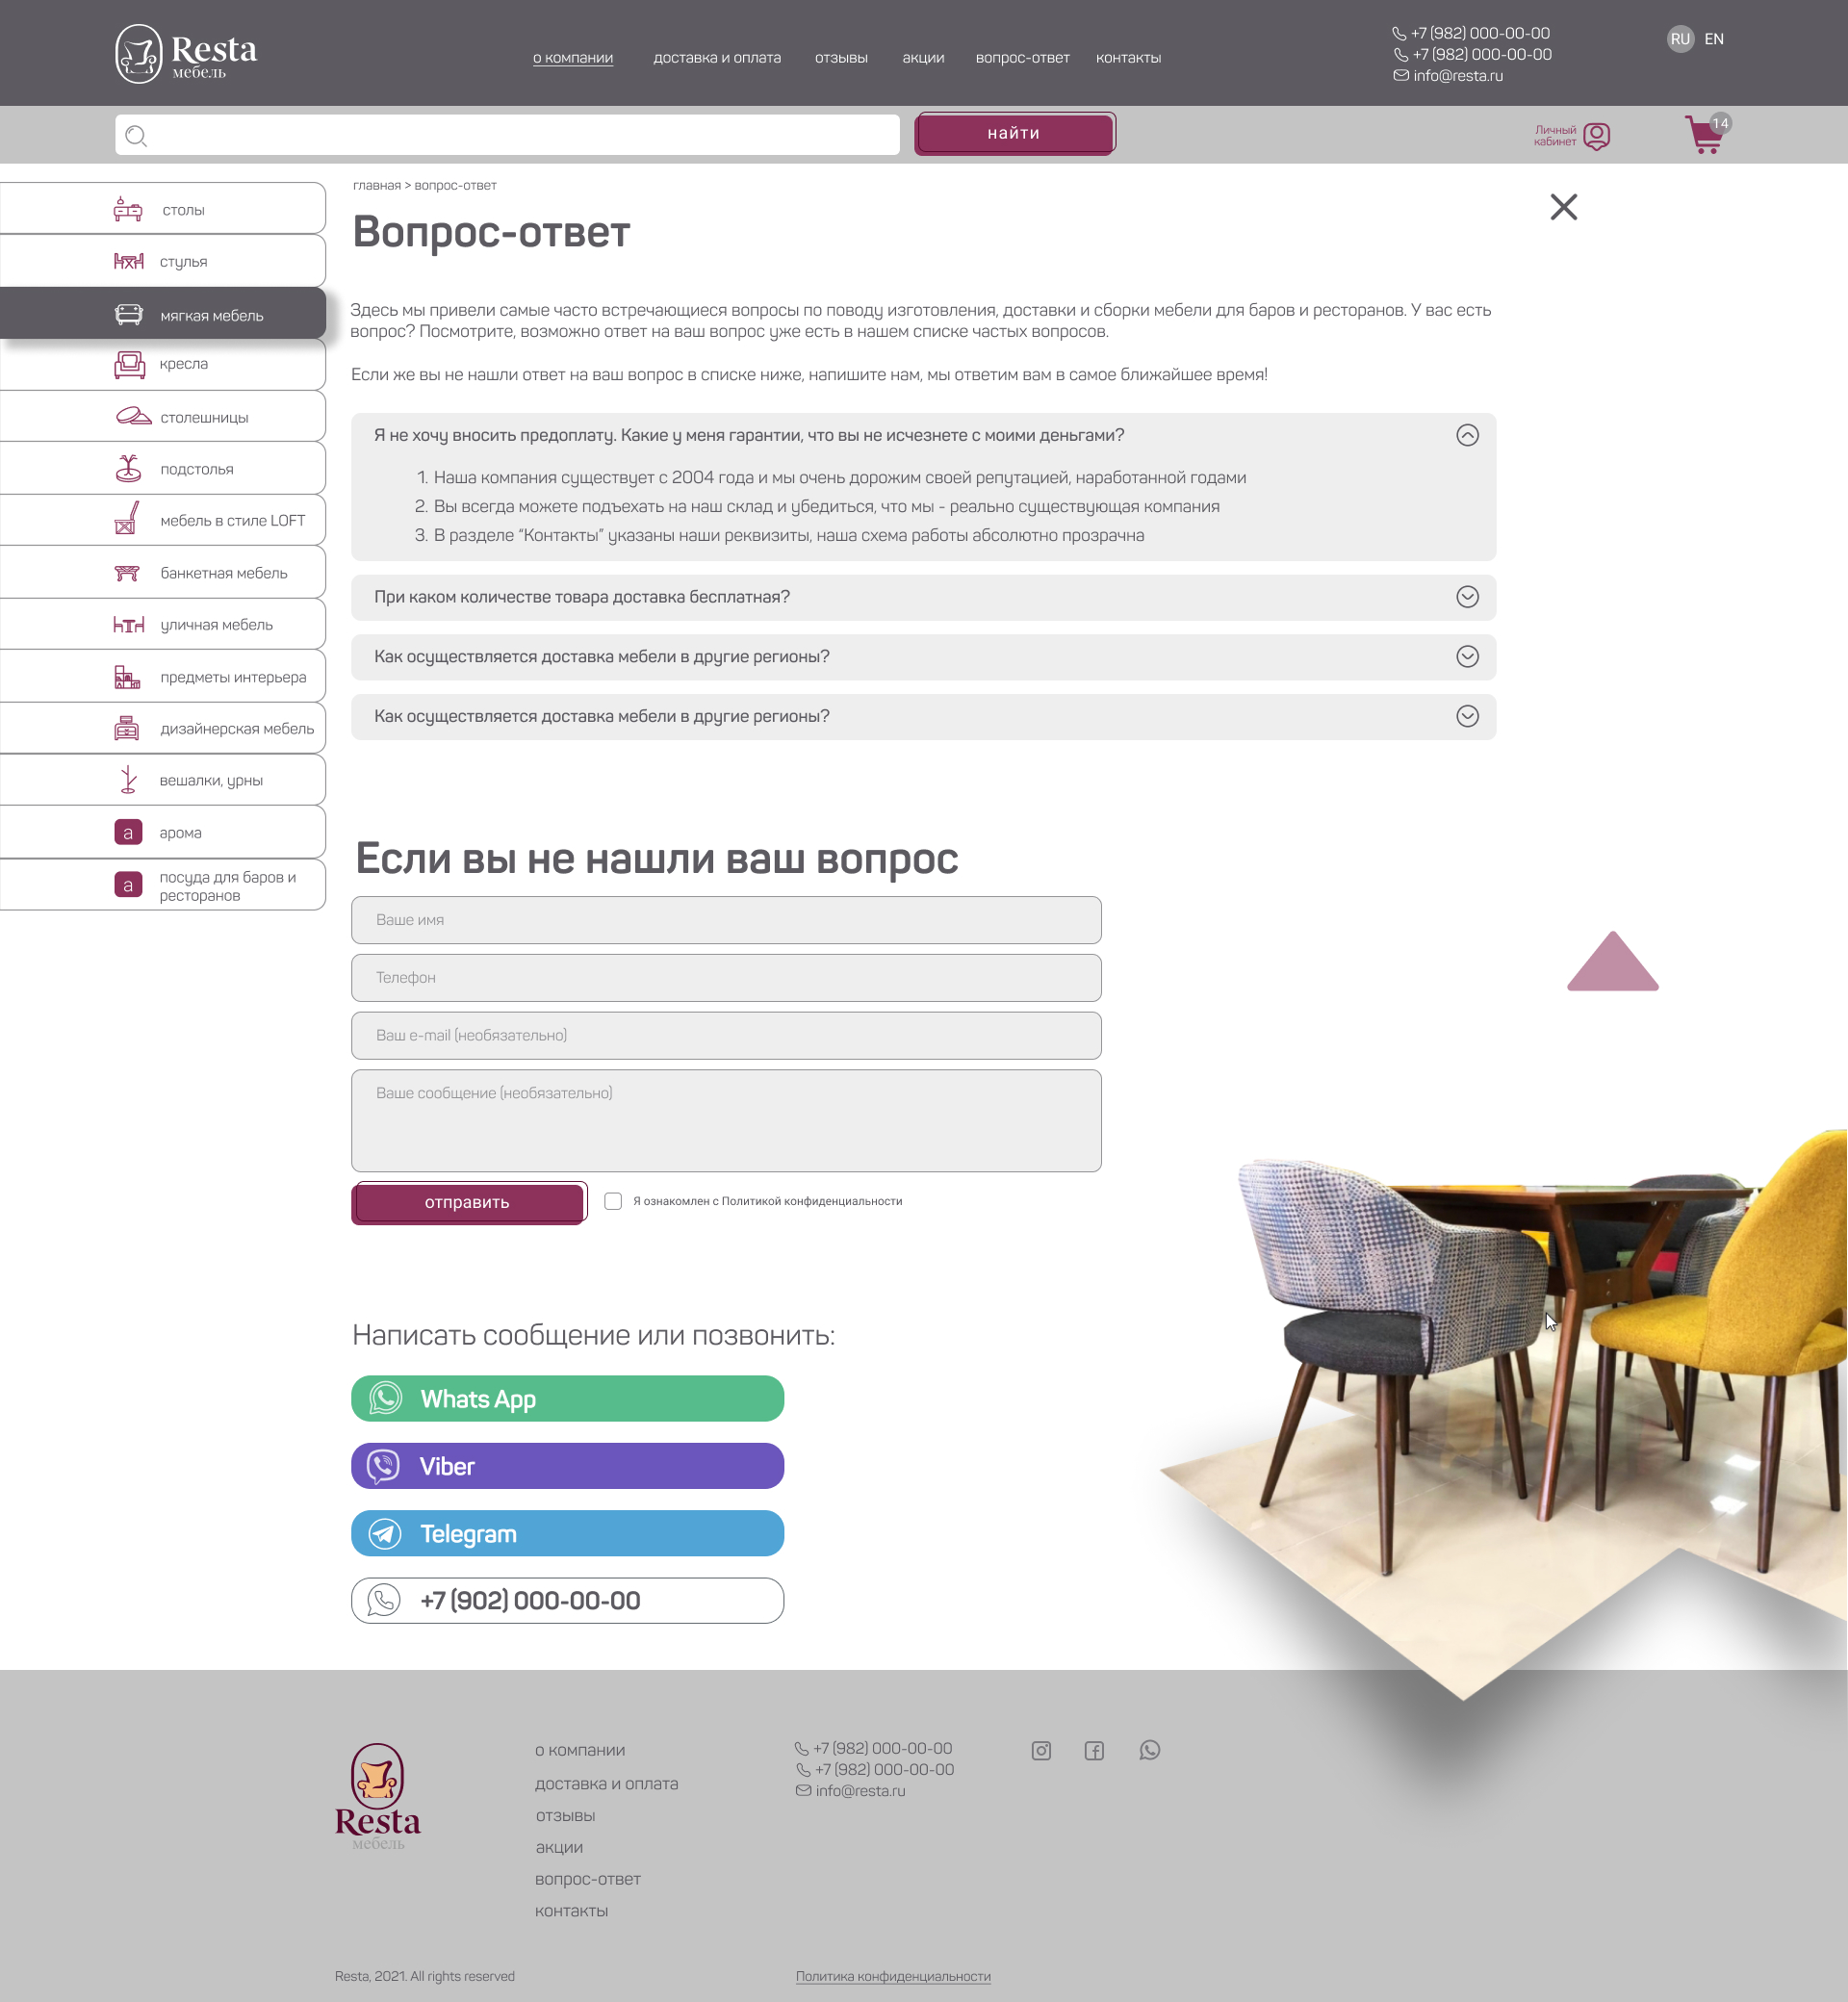 Resta
мебель
о компании
доставка и оплата
отзывы
акции
вопрос-ответ
контакты
+7 (982) 000-00-00
+7 (982) 000-00-00
info@resta.ru
RU EN
найти
Личный
кабинет
14
столы
стулья
мягкая мебель
кресла
столешницы
подстолья
мебель в стиле LOFT
банкетная мебель
уличная мебель
предметы интерьера
дизайнерская мебель
вешалки, урны
а
арома
а
посуда для баров и
ресторанов
главная > вопрос-ответ
Вопрос-ответ
Здесь мы привели самые часто встречающиеся вопросы по поводу изготовления, доставки и сборки мебели для баров и ресторанов. У вас есть
вопрос? Посмотрите, возможно ответ на ваш вопрос уже есть в нашем списке частых вопросов.
Если же вы не нашли ответ на ваш вопрос в списке ниже, напишите нам, мы ответим вам в самое ближайшее время!
Я не хочу вносить предоплату. Какие у меня гарантии, что вы не исчезнете с моими деньгами?
1. Наша компания существует с 2004 года и мы очень дорожим своей репутацией, наработанной годами
2. Вы всегда можете подъехать на наш склад и убедиться, что мы - реально существующая компания
3. В разделе “Контакты” указаны наши реквизиты, наша схема работы абсолютно прозрачна
При каком количестве товара доставка бесплатная?
Как осуществляется доставка мебели в другие регионы?
Как осуществляется доставка мебели в другие регионы?
Если вы не нашли ваш вопрос
Ваше имя
Телефон
Ваш e-mail (необязательно)
Ваше сообщение (необязательно)
отправить
Я ознакомлен с Политикой конфиденциальности
Написать сообщение или позвонить:
Whats App
Viber
Telegram
+7 (902) 000-00-00
Resta
мебель
о компании
доставка и оплата
отзывы
акции
вопрос-ответ
контакты
+7 (982) 000-00-00
+7 (982) 000-00-00
info@resta.ru
Resta, 2021. All rights reserved
Политика конфиденциальности